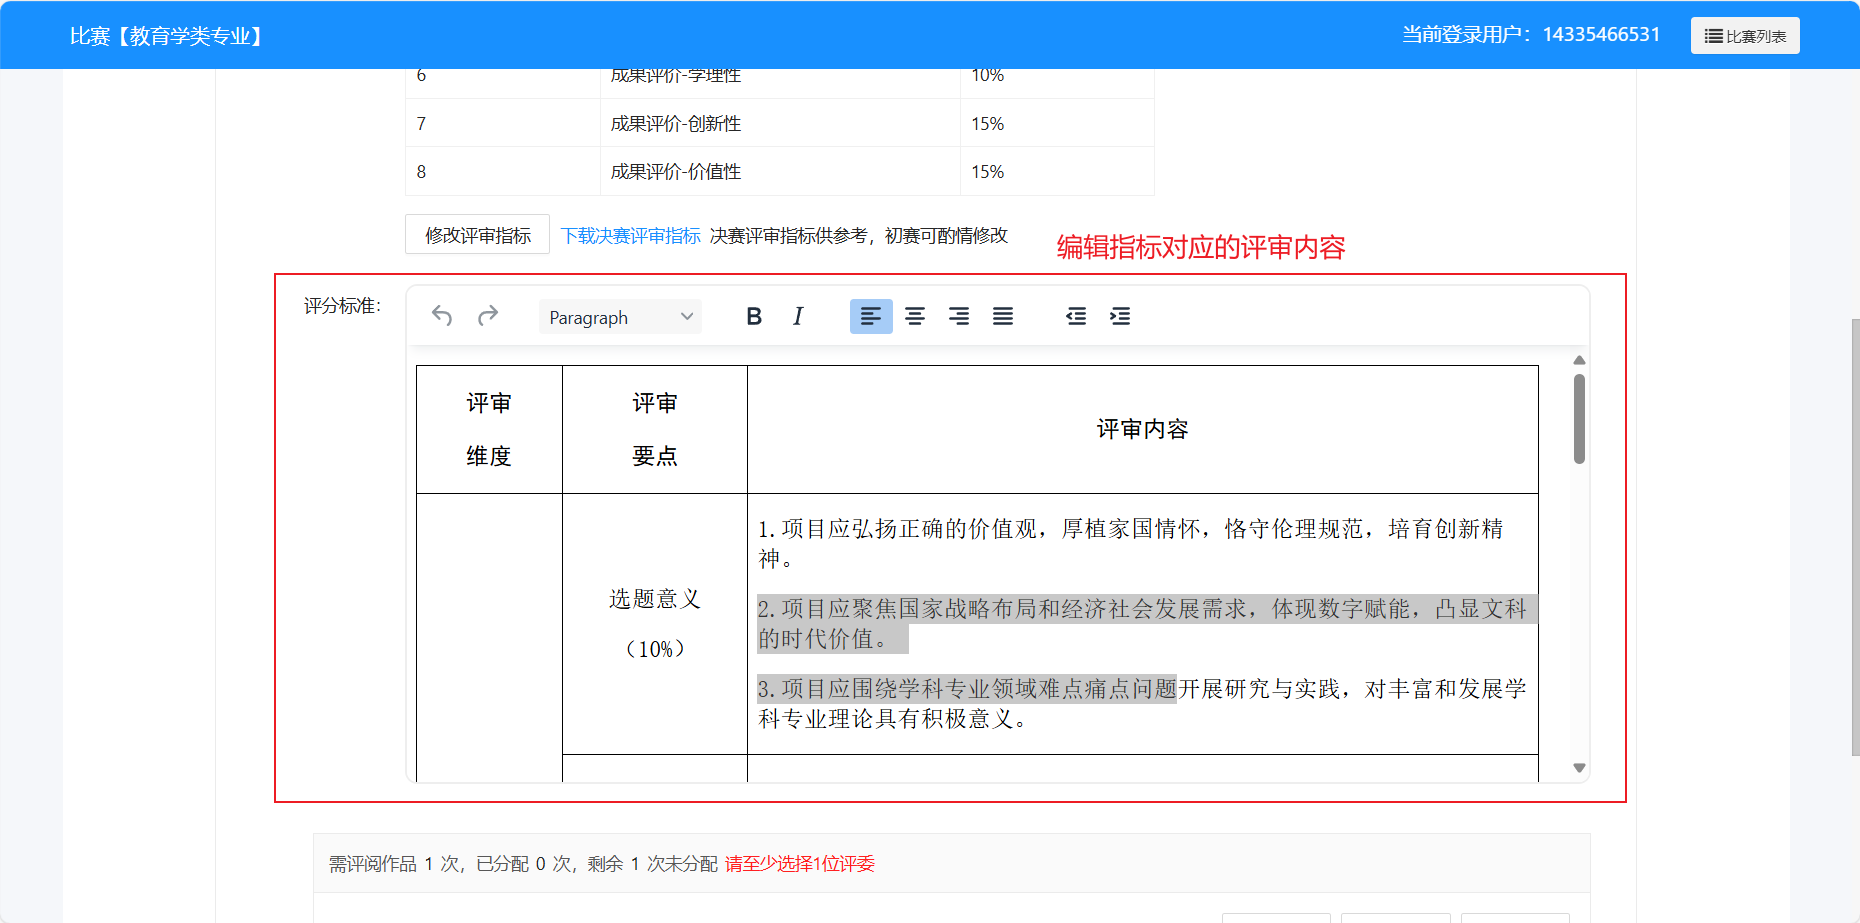 比赛【教育学类专业】
当前登录用户：14335466531
比赛列表
6 成果评价-学理性 10%
7 成果评价-创新性 15%
8 成果评价-价值性 15%
修改评审指标 下载决赛评审指标 决赛评审指标供参考，初赛可酌情修改
编辑指标对应的评审内容
评分标准：
Paragraph B I
评审
维度
评审
要点
评审内容
选题意义
（10%）
1.项目应弘扬正确的价值观，厚植家国情怀，恪守伦理规范，培育创新精
神。
2.项目应聚焦国家战略布局和经济社会发展需求，体现数字赋能，凸显文科
的时代价值。
3.项目应围绕学科专业领域难点痛点问题开展研究与实践，对丰富和发展学
科专业理论具有积极意义。
需评阅作品 1 次，已分配 0 次，剩余 1 次未分配 请至少选择1位评委